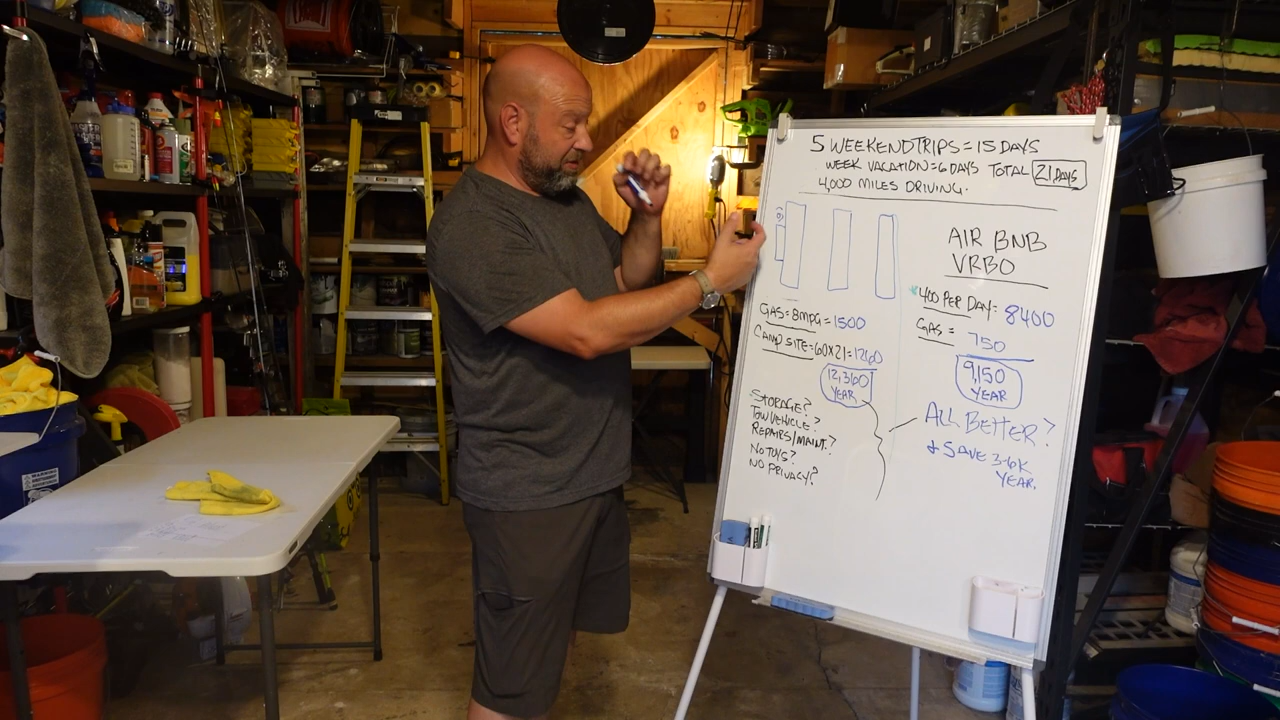 5 WEEKEND TRIPS = 15 DAYS
WEEK VACATION = 6 DAYS TOTAL 21 DAYS
4,000 MILES DRIVING.
GAS = 8MPG = 1500
CAMP SITE = 60X21 = 1260
12,360
YEAR
STORAGE?
TOW VEHICLE?
REPAIRS/MAINT.?
NO TOYS?
NO PRIVACY?
AIR BNB
VRBO
400 PER DAY = 8400
GAS = 750
9,150
YEAR
ALL BETTER?
& SAVE 3-6K
YEAR.